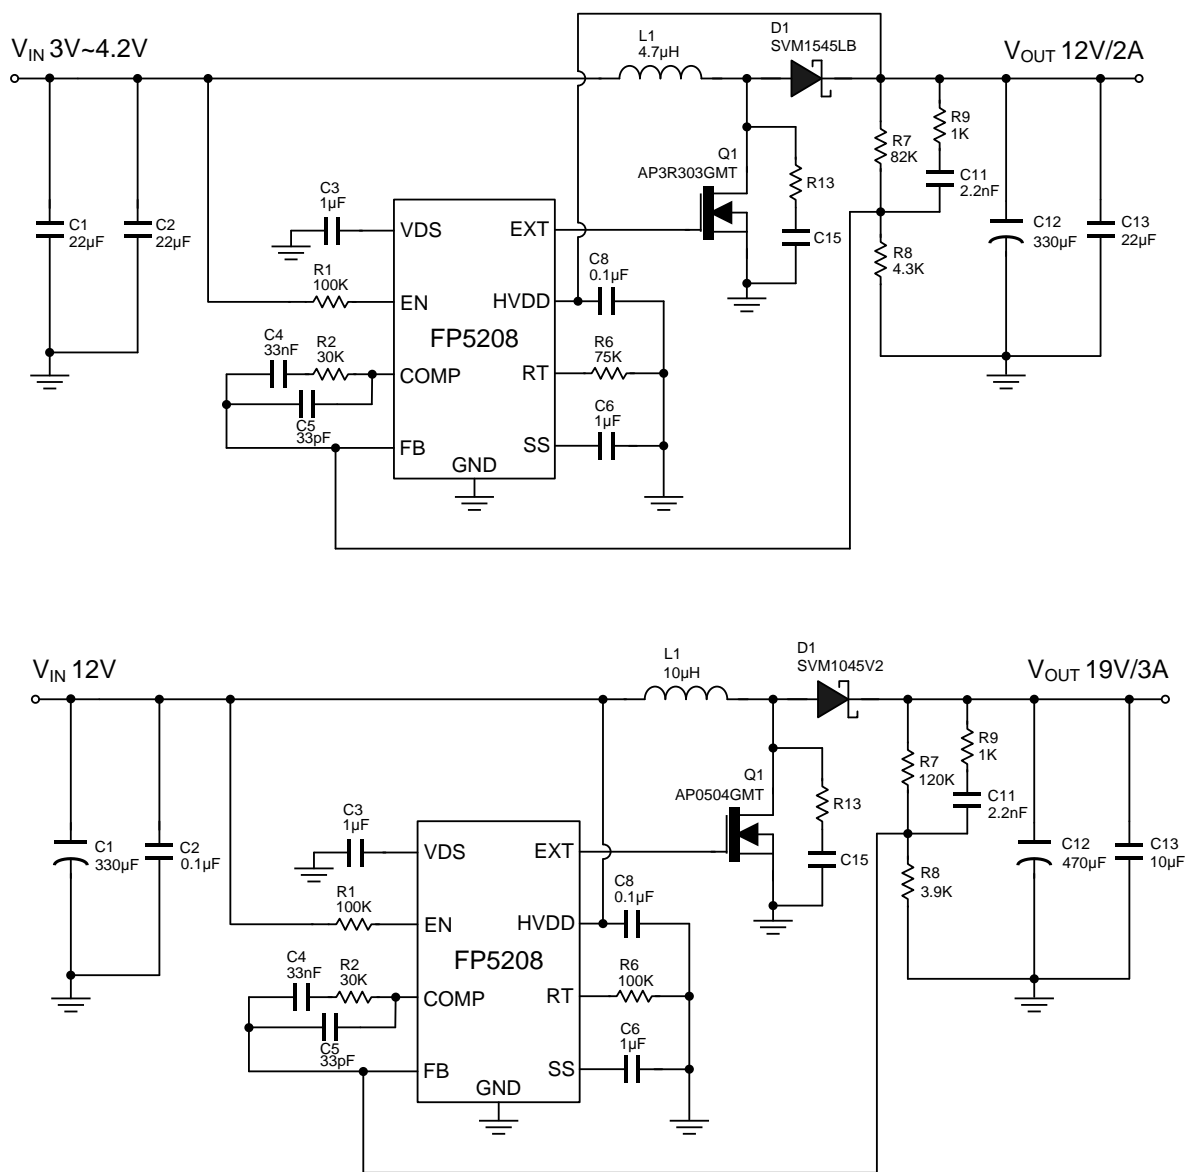 V_IN 3V~4.2V
L1
4.7µH
D1
SVM1545LB
V_OUT 12V/2A
C1
22µF
C2
22µF
C3
1µF
R1
100K
C4
33nF
R2
30K
C5
33pF
VDS
EN
COMP
FB
GND
FP5208
EXT
HVDD
RT
SS
C8
0.1µF
R6
75K
C6
1µF
Q1
AP3R303GMT
R13
C15
R7
82K
R9
1K
C11
2.2nF
R8
4.3K
C12
330µF
C13
22µF
V_IN 12V
L1
10µH
D1
SVM1045V2
V_OUT 19V/3A
C1
330µF
C2
0.1µF
C3
1µF
R1
100K
C4
33nF
R2
30K
C5
33pF
VDS
EN
COMP
FB
GND
FP5208
EXT
HVDD
RT
SS
C8
0.1µF
R6
100K
C6
1µF
Q1
AP0504GMT
R13
C15
R7
120K
R9
1K
C11
2.2nF
R8
3.9K
C12
470µF
C13
10µF